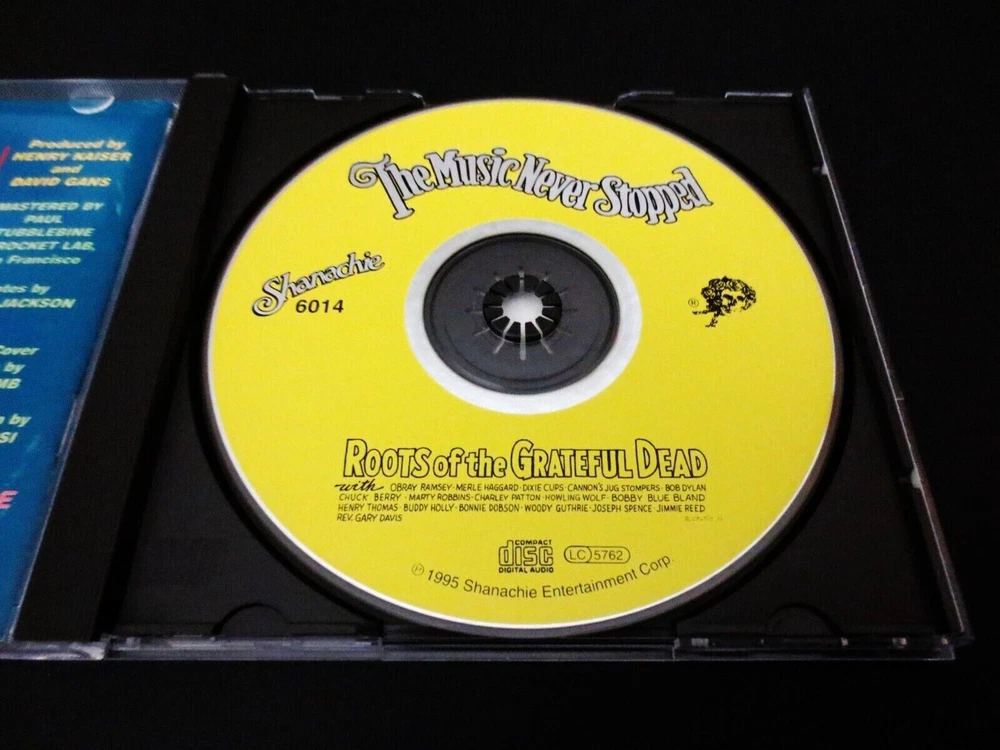 Produced by
HENRY KAISER
and
DAVID GANS
MASTERED BY
PAUL
TUBBLEBINE
ROCKET LAB,
Francisco
by
JACKSON
by
by
The Music Never Stopped
Shanachie
6014
®
ROOTS of the GRATEFUL DEAD
with OBRAY RAMSEY · MERLE HAGGARD · DIXIE CUPS · CANNON'S JUG STOMPERS · BOB DYLAN
CHUCK BERRY · MARTY ROBBINS · CHARLEY PATTON · HOWLING WOLF · BOBBY BLUE BLAND
HENRY THOMAS · BUDDY HOLLY · BONNIE DOBSON · WOODY GUTHRIE · JOSEPH SPENCE · JIMMIE REED
REV. GARY DAVIS
COMPACT
disc
DIGITAL AUDIO
LC 5762
℗ 1995 Shanachie Entertainment Corp.